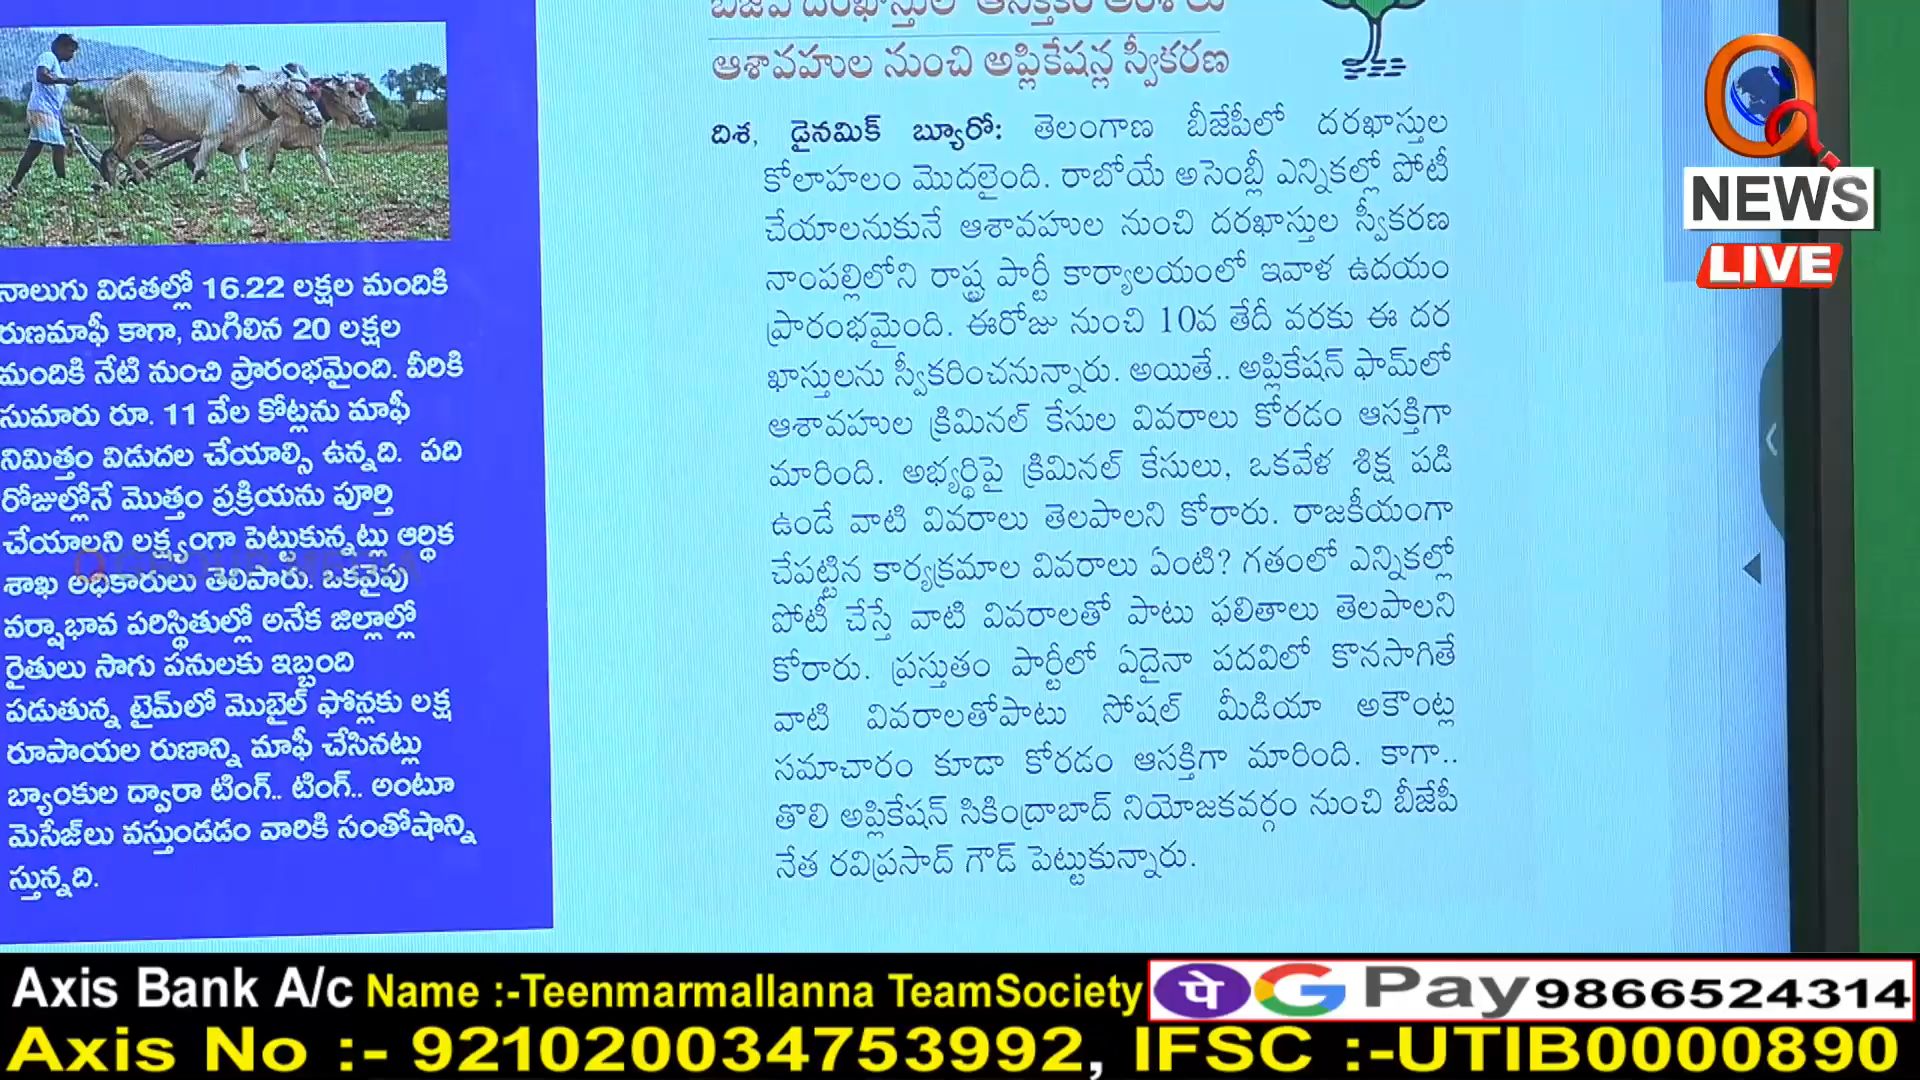 నాలుగు విడతల్లో 16.22 లక్షల మందికి
రుణమాఫీ కాగా, మిగిలిన 20 లక్షల
మందికి నేటి నుంచి ప్రారంభమైంది. వీరికి
సుమారు రూ. 11 వేల కోట్లను మాఫీ
నిమిత్తం విడుదల చేయాల్సి ఉన్నది. పది
రోజుల్లోనే మొత్తం ప్రక్రియను పూర్తి
చేయాలని లక్ష్యంగా పెట్టుకున్నట్లు ఆర్థిక
శాఖ అధికారులు తెలిపారు. ఒకవైపు
వర్షాభావ పరిస్థితుల్లో అనేక జిల్లాల్లో
రైతులు సాగు పనులకు ఇబ్బంది
పడుతున్న టైమ్‌లో మొబైల్ ఫోన్లకు లక్ష
రూపాయల రుణాన్ని మాఫీ చేసినట్లు
బ్యాంకుల ద్వారా టింగ్.. టింగ్.. అంటూ
మెసేజ్‌లు వస్తుండడం వారికి సంతోషాన్ని
స్తున్నది.
ఆశావహుల నుంచి అప్లికేషన్ల స్వీకరణ
దిశ, డైనమిక్ బ్యూరో: తెలంగాణ బీజేపీలో దరఖాస్తుల
కోలాహలం మొదలైంది. రాబోయే అసెంబ్లీ ఎన్నికల్లో పోటీ
చేయాలనుకునే ఆశావహుల నుంచి దరఖాస్తుల స్వీకరణ
నాంపల్లిలోని రాష్ట్ర పార్టీ కార్యాలయంలో ఇవాళ ఉదయం
ప్రారంభమైంది. ఈరోజు నుంచి 10వ తేదీ వరకు ఈ దర
ఖాస్తులను స్వీకరించనున్నారు. అయితే.. అప్లికేషన్ ఫామ్‌లో
ఆశావహుల క్రిమినల్ కేసుల వివరాలు కోరడం ఆసక్తిగా
మారింది. అభ్యర్థిపై క్రిమినల్ కేసులు, ఒకవేళ శిక్ష పడి
ఉండే వాటి వివరాలు తెలపాలని కోరారు. రాజకీయంగా
చేపట్టిన కార్యక్రమాల వివరాలు ఏంటి? గతంలో ఎన్నికల్లో
పోటీ చేస్తే వాటి వివరాలతో పాటు ఫలితాలు తెలపాలని
కోరారు. ప్రస్తుతం పార్టీలో ఏదైనా పదవిలో కొనసాగితే
వాటి వివరాలతోపాటు సోషల్ మీడియా అకౌంట్ల
సమాచారం కూడా కోరడం ఆసక్తిగా మారింది. కాగా..
తొలి అప్లికేషన్ సికింద్రాబాద్ నియోజకవర్గం నుంచి బీజేపీ
నేత రవిప్రసాద్ గౌడ్ పెట్టుకున్నారు.
Q
NEWS
LIVE
Axis Bank A/c Name :-Teenmarmallanna TeamSociety
पे G Pay 9866524314
Axis No :- 921020034753992, IFSC :-UTIB0000890